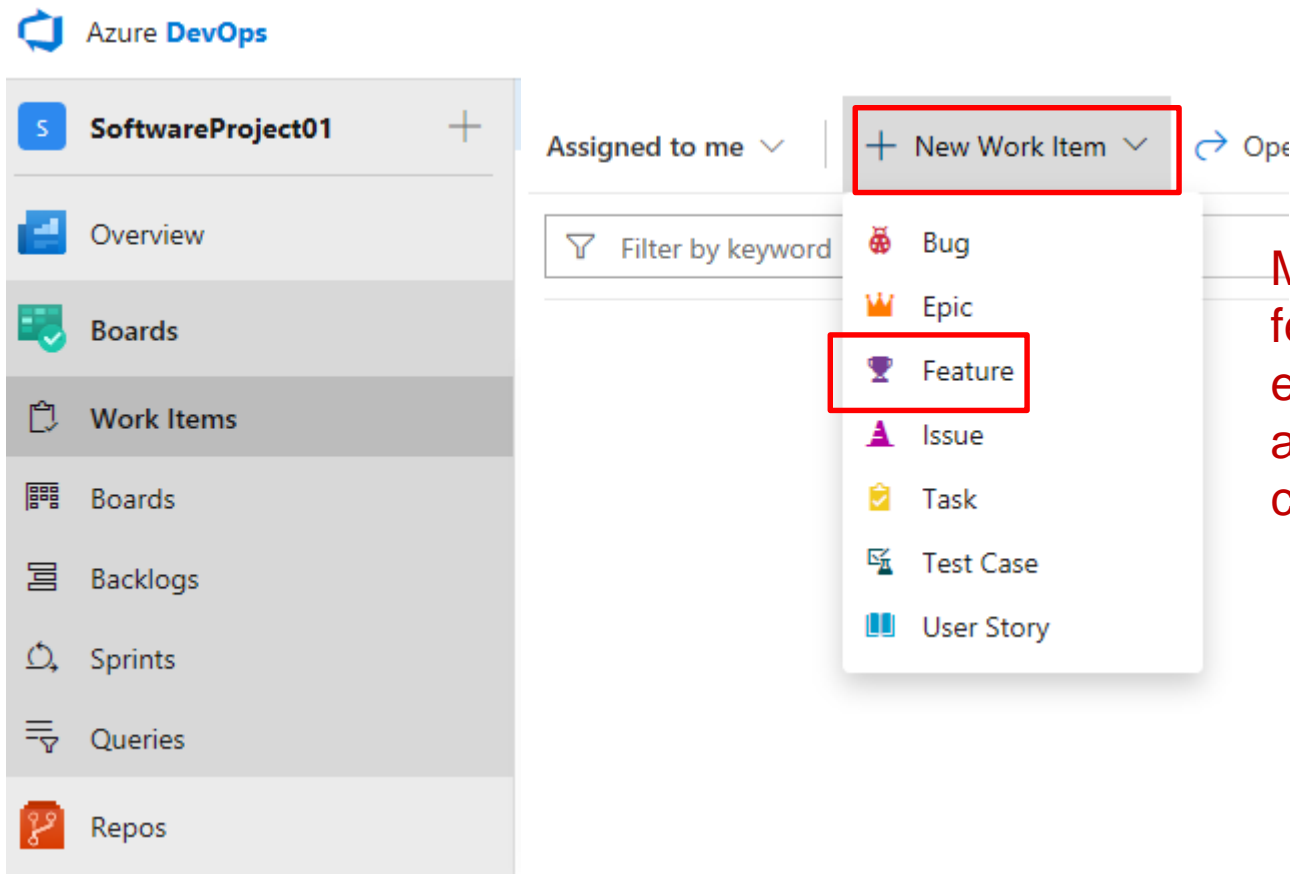 Azure DevOps
S SoftwareProject01
Assigned to me
New Work Item
Overview
Filter by keyword
Bug
Epic
Boards
Feature
Work Items
Issue
Boards
Task
Test Case
Backlogs
User Story
Sprints
Queries
Repos